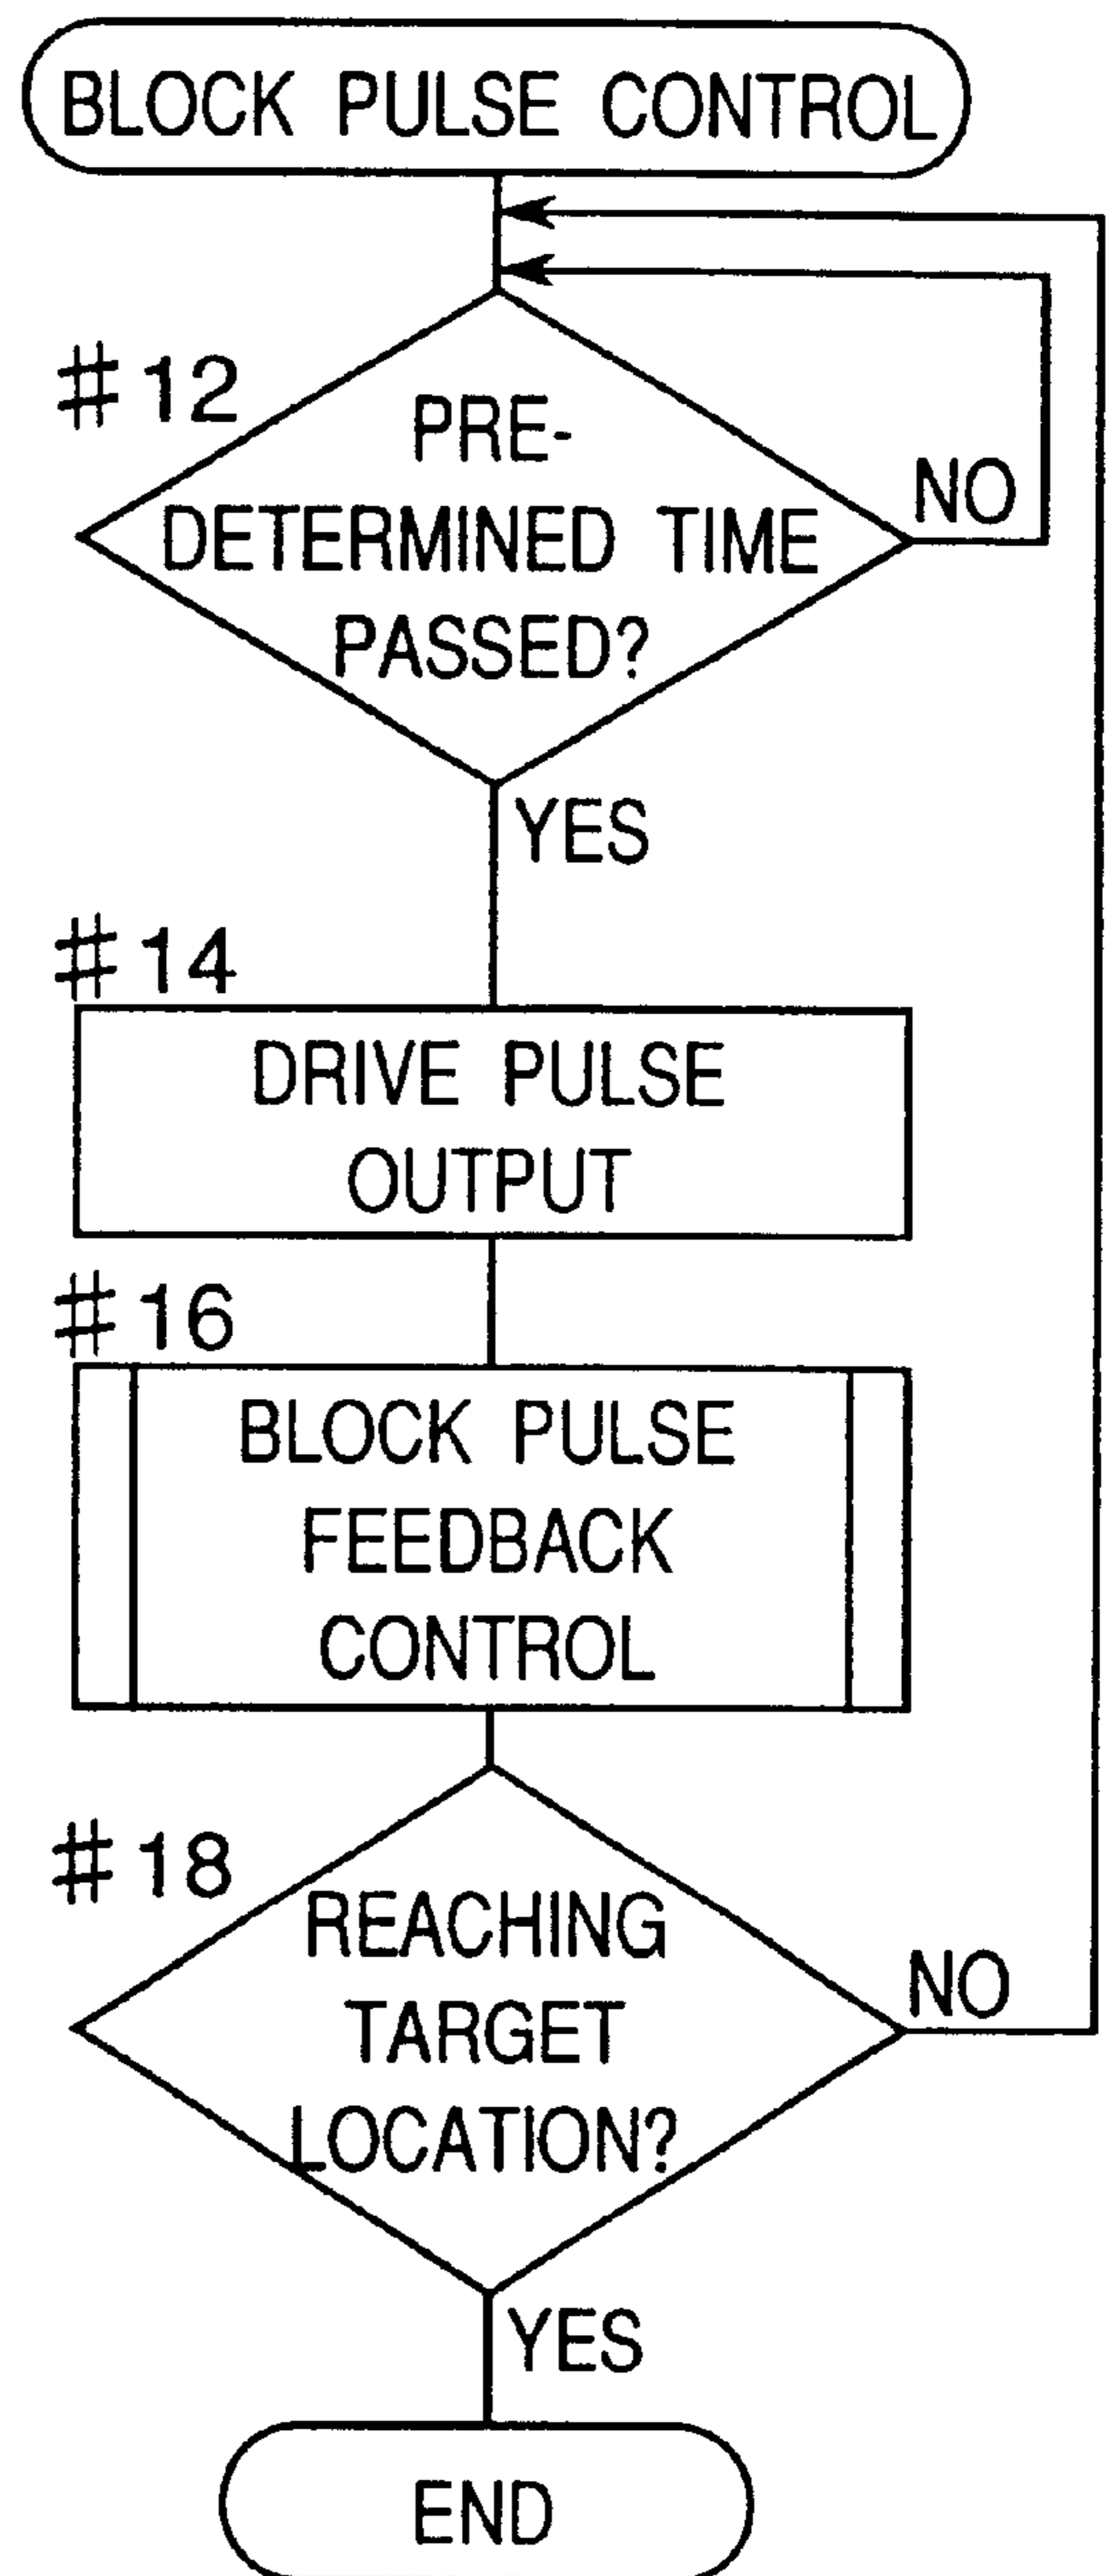 BLOCK PULSE CONTROL
#12
PRE-
DETERMINED TIME
PASSED?
NO
YES
#14
DRIVE PULSE
OUTPUT
#16
BLOCK PULSE
FEEDBACK
CONTROL
#18
REACHING
TARGET
LOCATION?
NO
YES
END